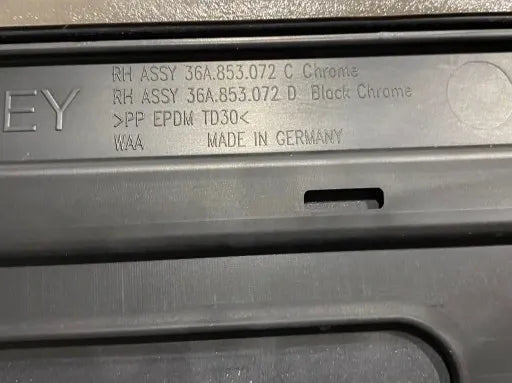 EY
RH ASSY 36A.853.072 C Chrome
RH ASSY 36A.853.072 D Black Chrome
>PP EPDM TD30<
WAA MADE IN GERMANY